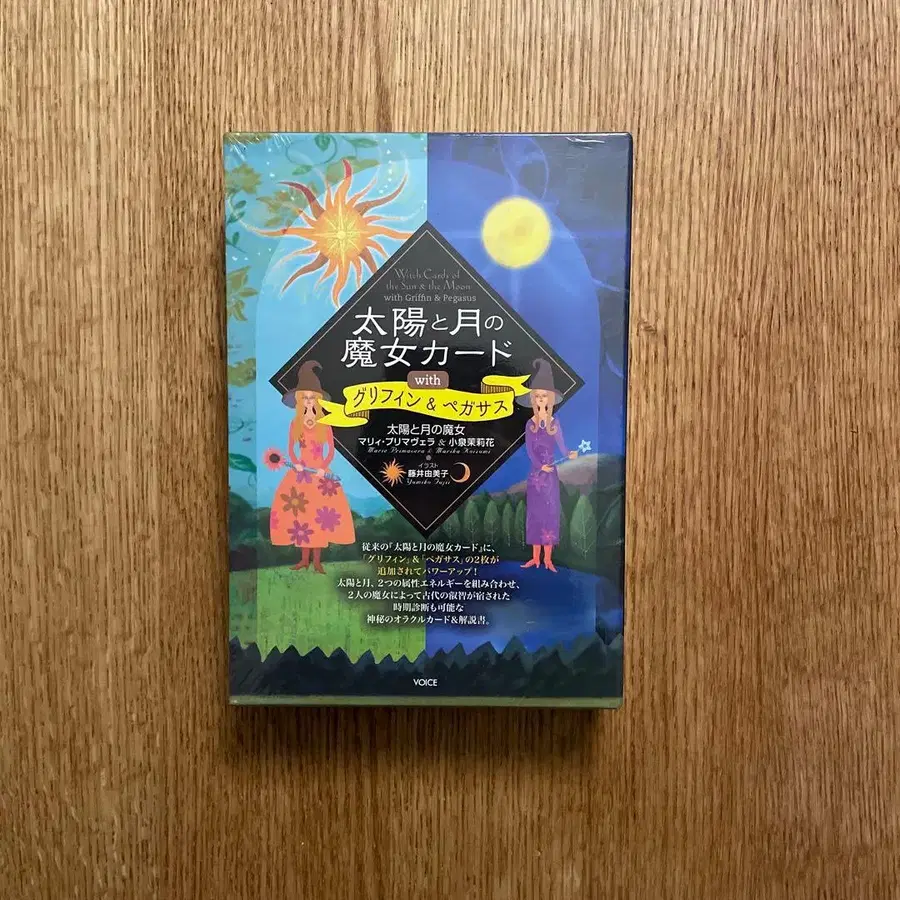 Witch Cards of
the Sun & the Moon
with Griffin & Pegasus
太陽と月の
魔女カード
with
グリフィン & ペガサス
太陽と月の魔女
マリィ・プリマヴェラ & 小泉茉莉花
Marie Primavera & Marika Koizumi
イラスト
藤井由美子
Yumiko Fujii
従来の『太陽と月の魔女カード』に、
「グリフィン」&「ペガサス」の2枚が
追加されてパワーアップ!
太陽と月、2つの属性エネルギーを組み合わせ、
2人の魔女によって古代の叡智が宿された
時期診断も可能な
神秘のオラクルカード&解説書。
VOICE